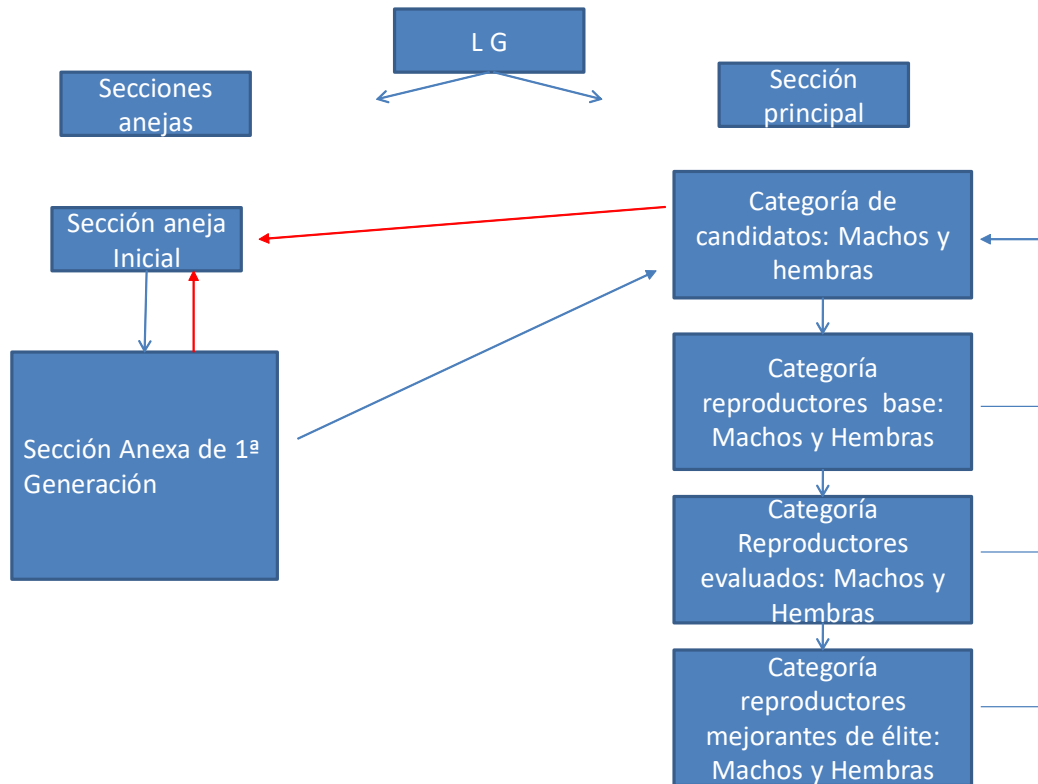 L G
Secciones
anejas
Sección
principal
Sección aneja
Inicial
Categoría de
candidatos: Machos y
hembras
Sección Anexa de 1ª
Generación
Categoría
reproductores base:
Machos y Hembras
Categoría
Reproductores
evaluados: Machos y
Hembras
Categoría
reproductores
mejorantes de élite:
Machos y Hembras